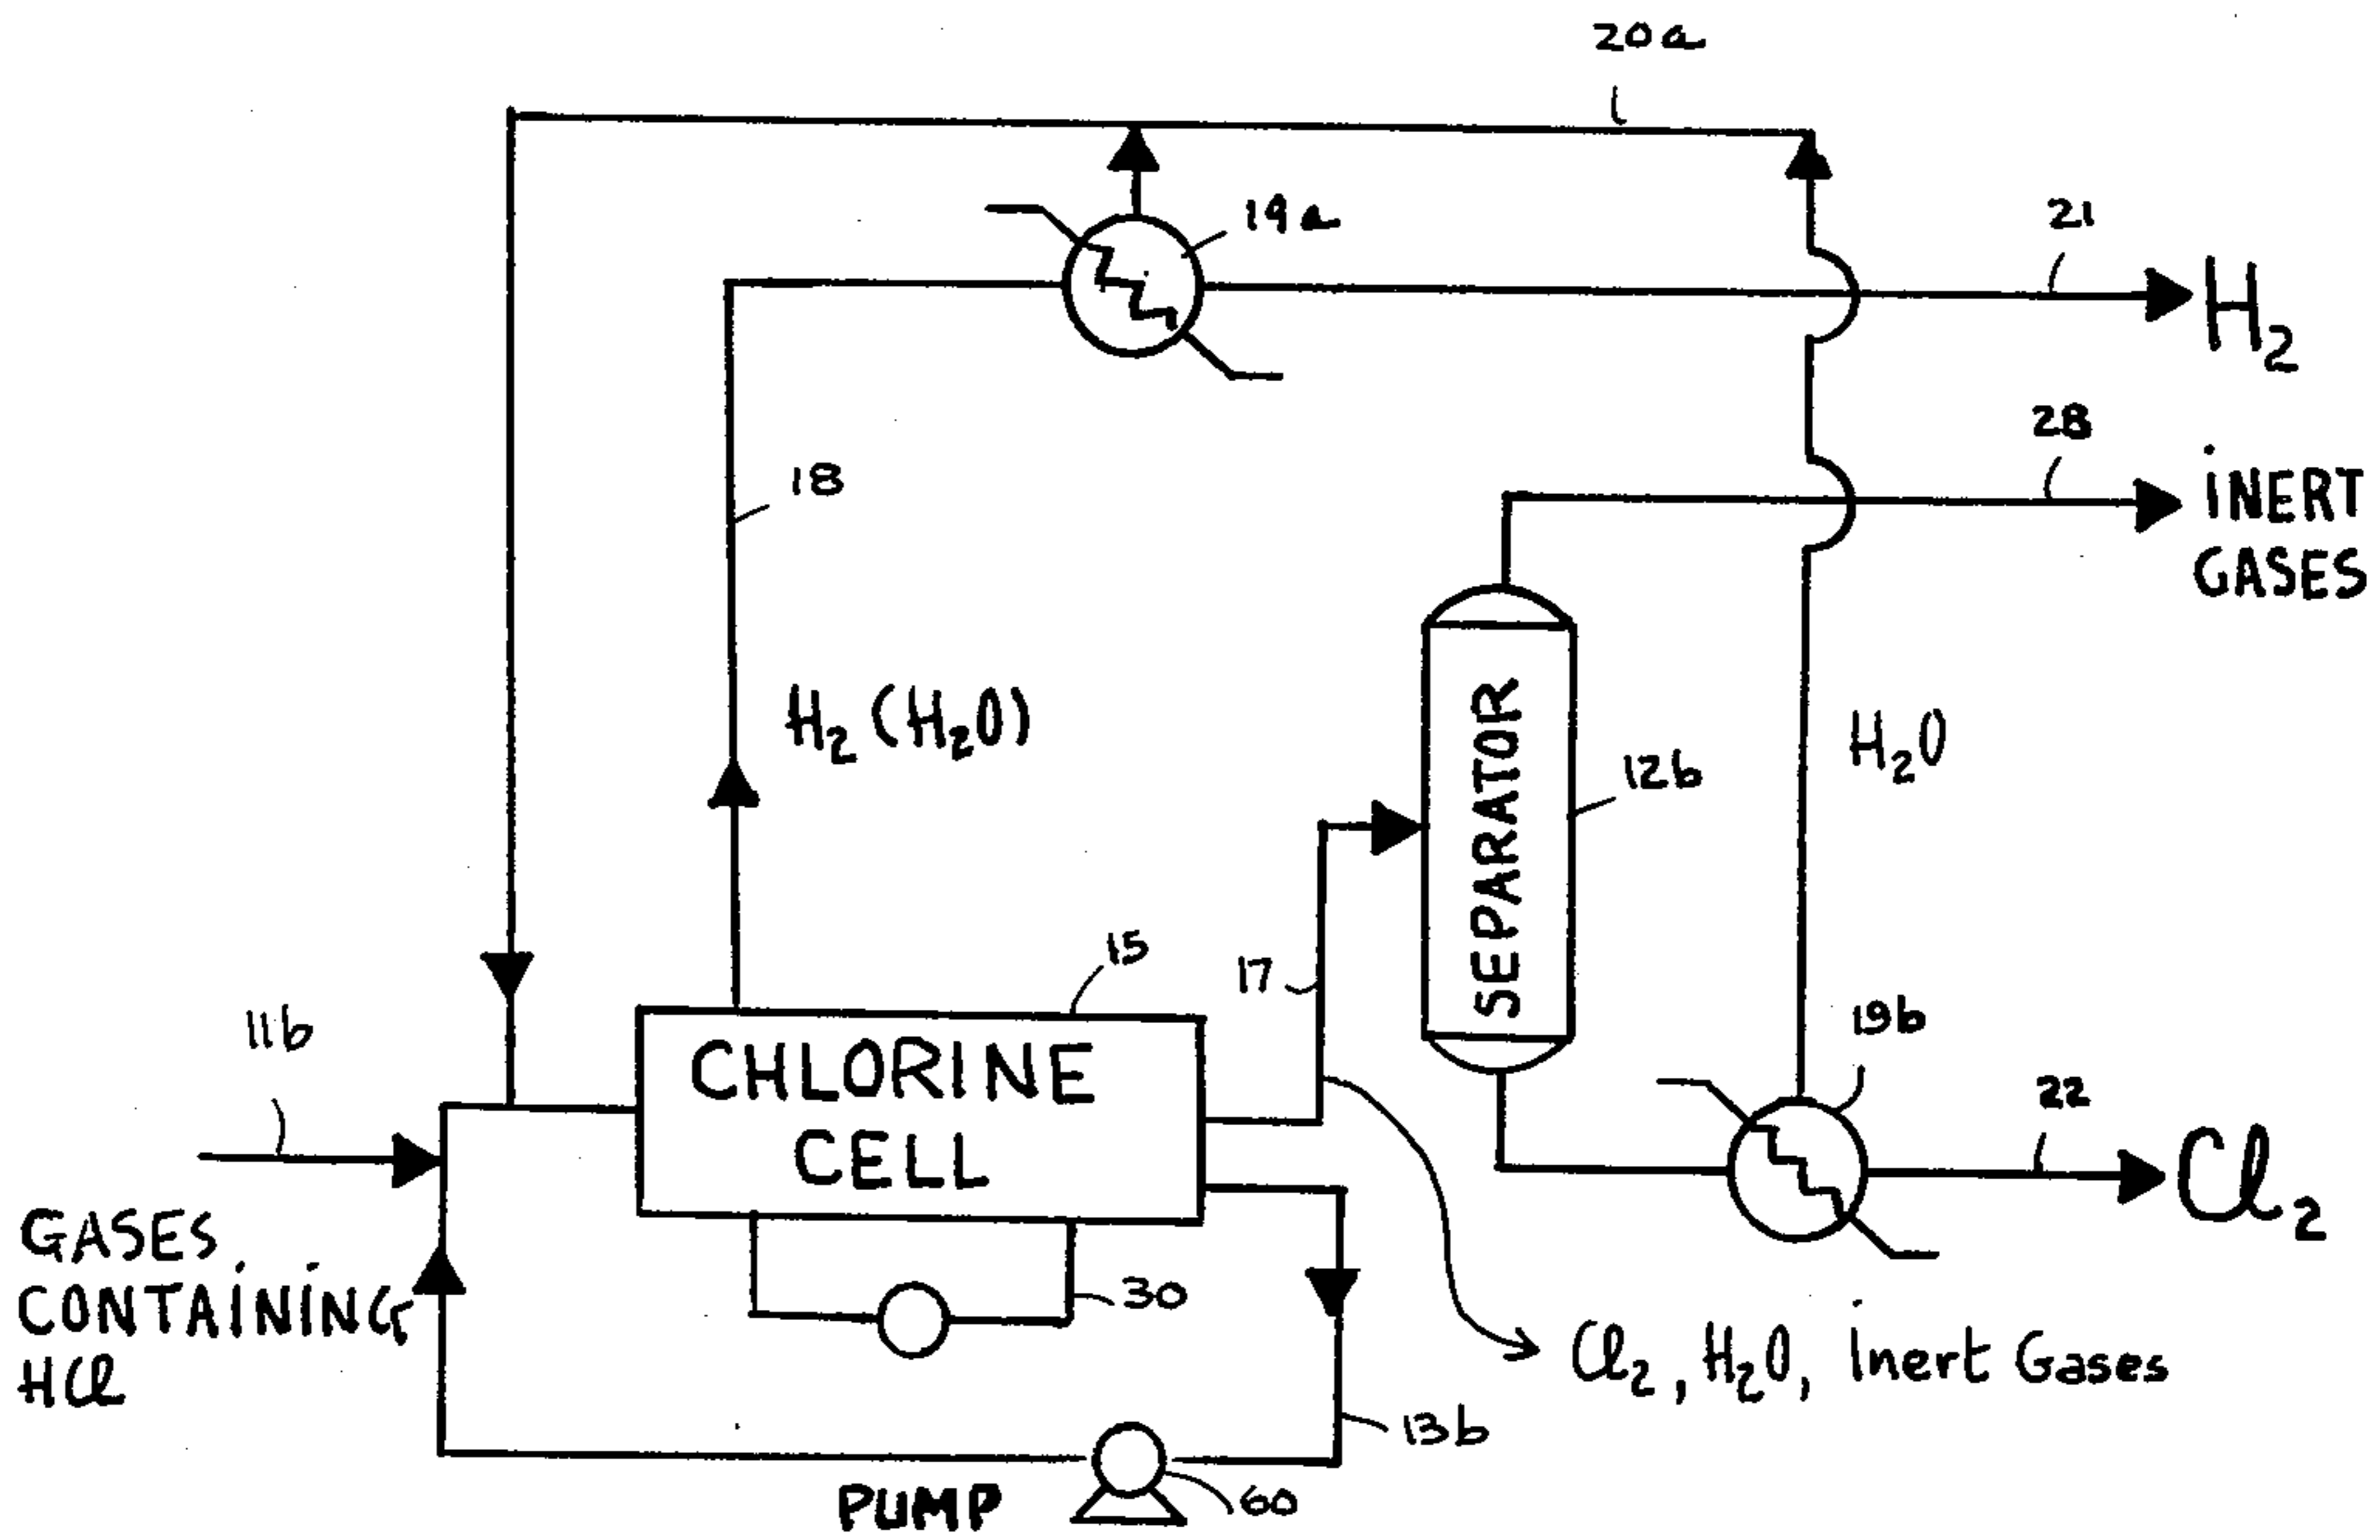 20a
19a
21
H₂
28
iNERT
GASES
18
H₂ (H₂O)
SEPARATOR
12b
H₂O
15
17
11b
19b
22
CHLORINE
CELL
Cl₂
GASES
CONTAiNiNG
HCl
30
Cl₂, H₂O, Inert Gases
13b
PUMP
60